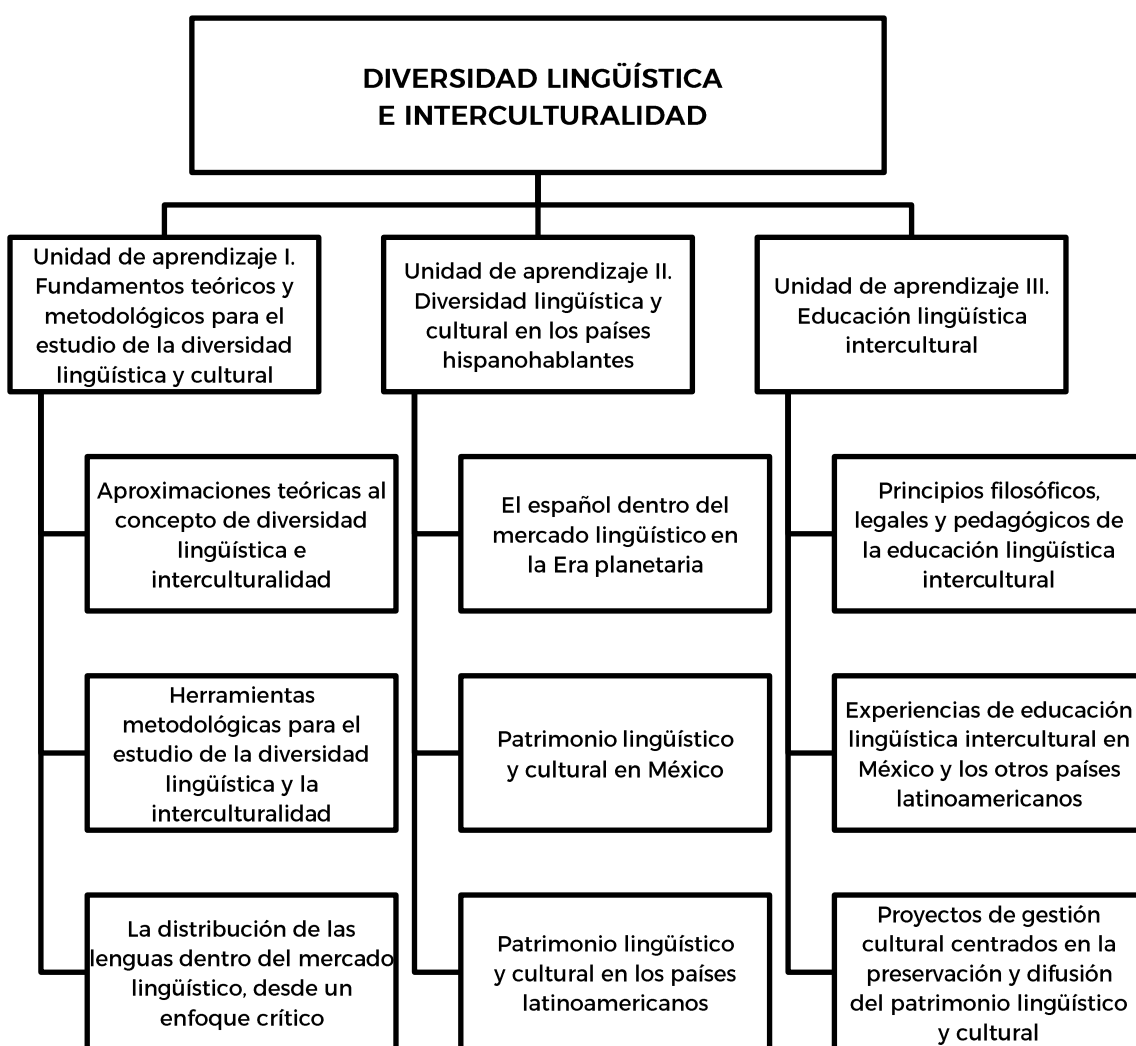 DIVERSIDAD LINGÜÍSTICA
E INTERCULTURALIDAD
Unidad de aprendizaje I.
Fundamentos teóricos y
metodológicos para el
estudio de la diversidad
lingüística y cultural
Unidad de aprendizaje II.
Diversidad lingüística y
cultural en los países
hispanohablantes
Unidad de aprendizaje III.
Educación lingüística
intercultural
Aproximaciones teóricas al
concepto de diversidad
lingüística e
interculturalidad
El español dentro del
mercado lingüístico en
la Era planetaria
Principios filosóficos,
legales y pedagógicos de
la educación lingüística
intercultural
Herramientas
metodológicas para el
estudio de la diversidad
lingüística y la
interculturalidad
Patrimonio lingüístico
y cultural en México
Experiencias de educación
lingüística intercultural en
México y los otros países
latinoamericanos
La distribución de las
lenguas dentro del mercado
lingüístico, desde un
enfoque crítico
Patrimonio lingüístico
y cultural en los países
latinoamericanos
Proyectos de gestión
cultural centrados en la
preservación y difusión
del patrimonio lingüístico
y cultural